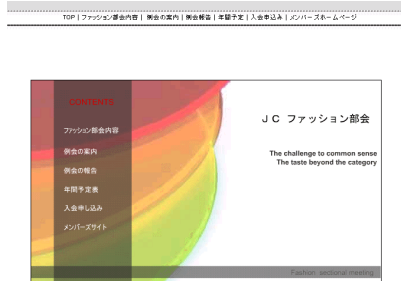 TOP | ファッション部会内容 | 例会の案内 | 例会報告 | 年間予定 | 入会申込み | メンバーズホームページ
CONTENTS
ファッション部会内容
例会の案内
例会の報告
年間予定表
入会申し込み
メンバーズサイト
JC ファッション部会
The challenge to common sense
The taste beyond the category
Fashion sectional meeting